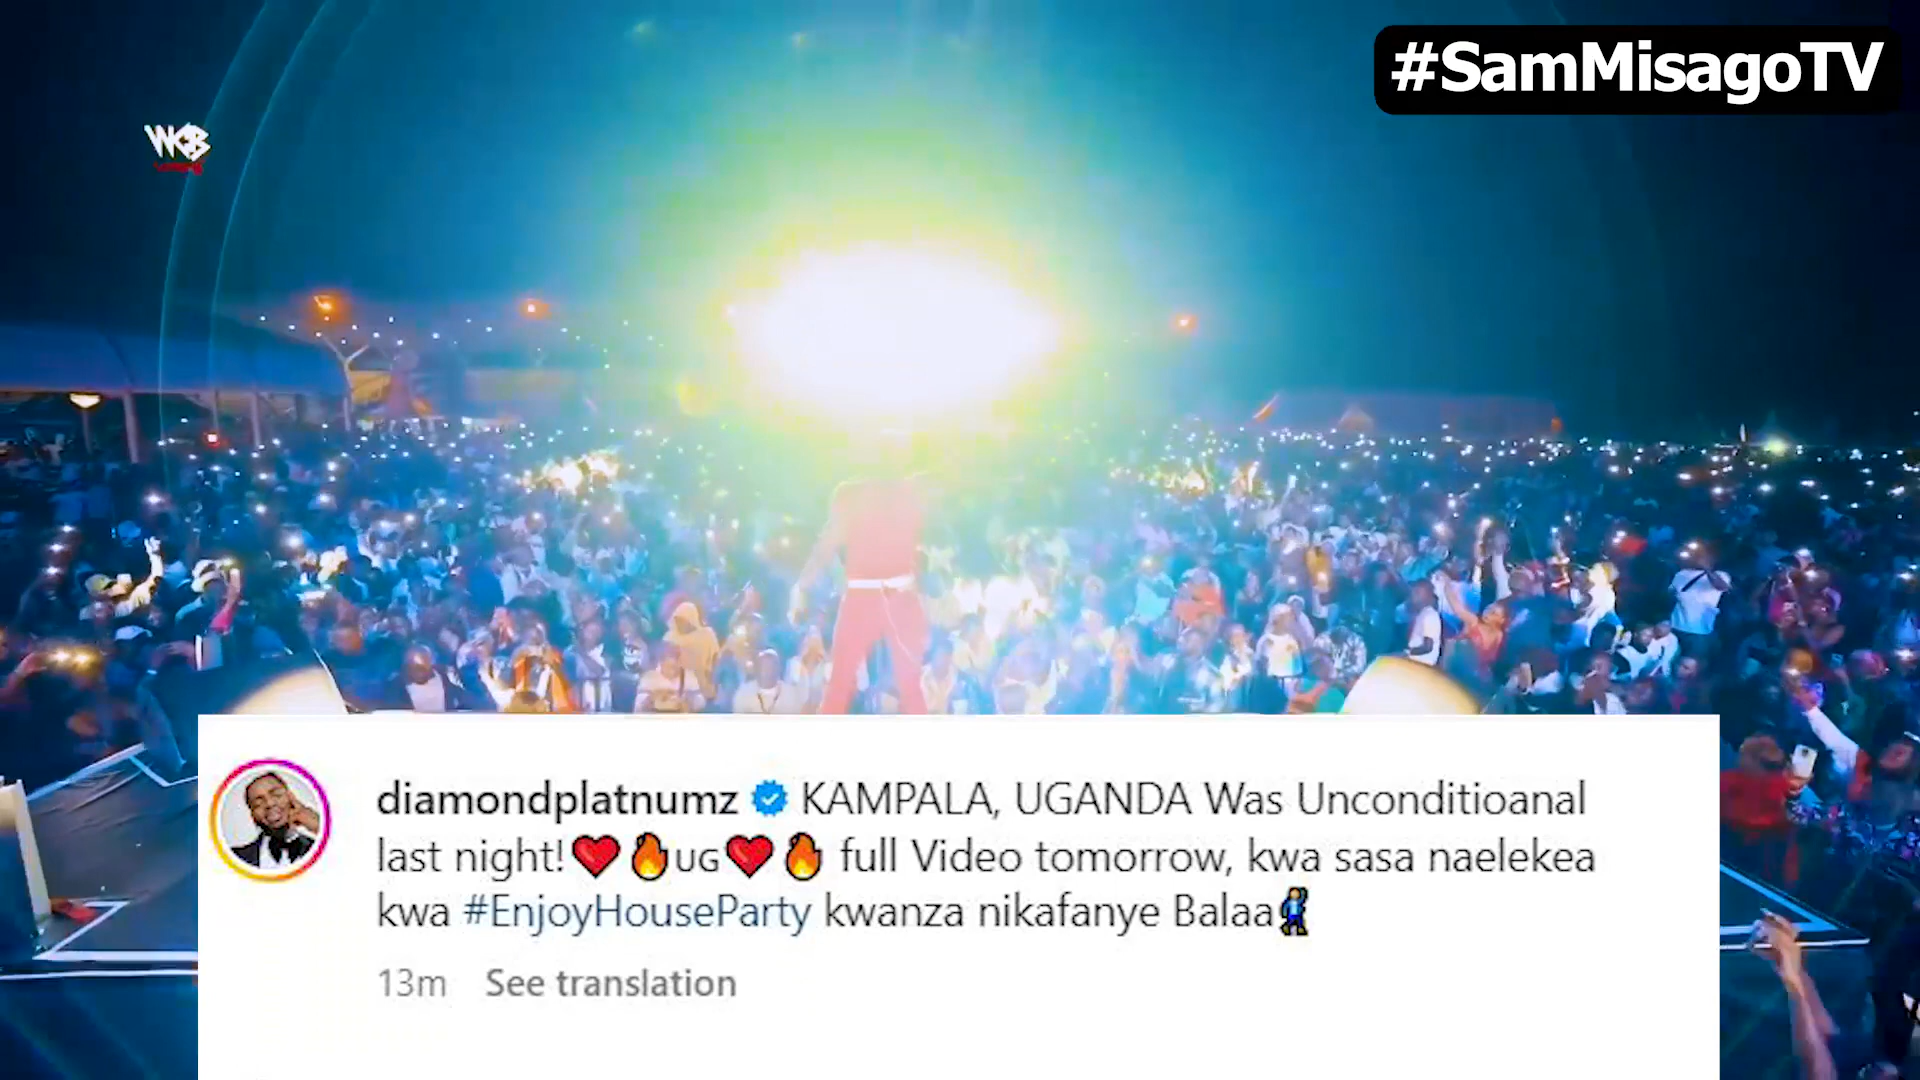 #SamMisagoTV
WCB
diamondplatnumz KAMPALA, UGANDA Was Unconditioanal
last night!❤️🔥UG❤️🔥 full Video tomorrow, kwa sasa naelekea
kwa #EnjoyHouseParty kwanza nikafanye Balaa🕺
13m See translation